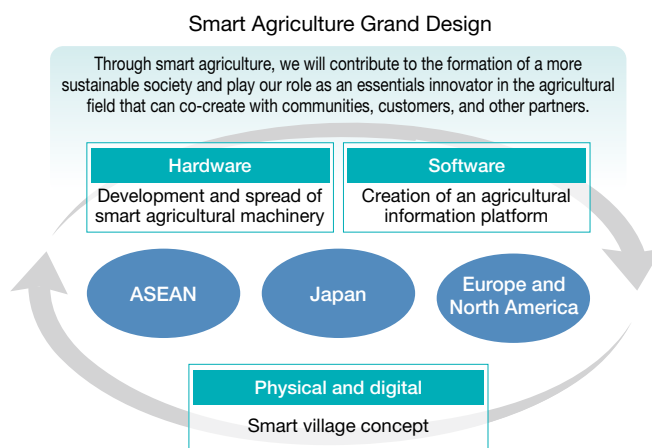 Smart Agriculture Grand Design
Through smart agriculture, we will contribute to the formation of a more
sustainable society and play our role as an essentials innovator in the agricultural
field that can co-create with communities, customers, and other partners.
Hardware
Development and spread of
smart agricultural machinery
Software
Creation of an agricultural
information platform
ASEAN
Japan
Europe and
North America
Physical and digital
Smart village concept